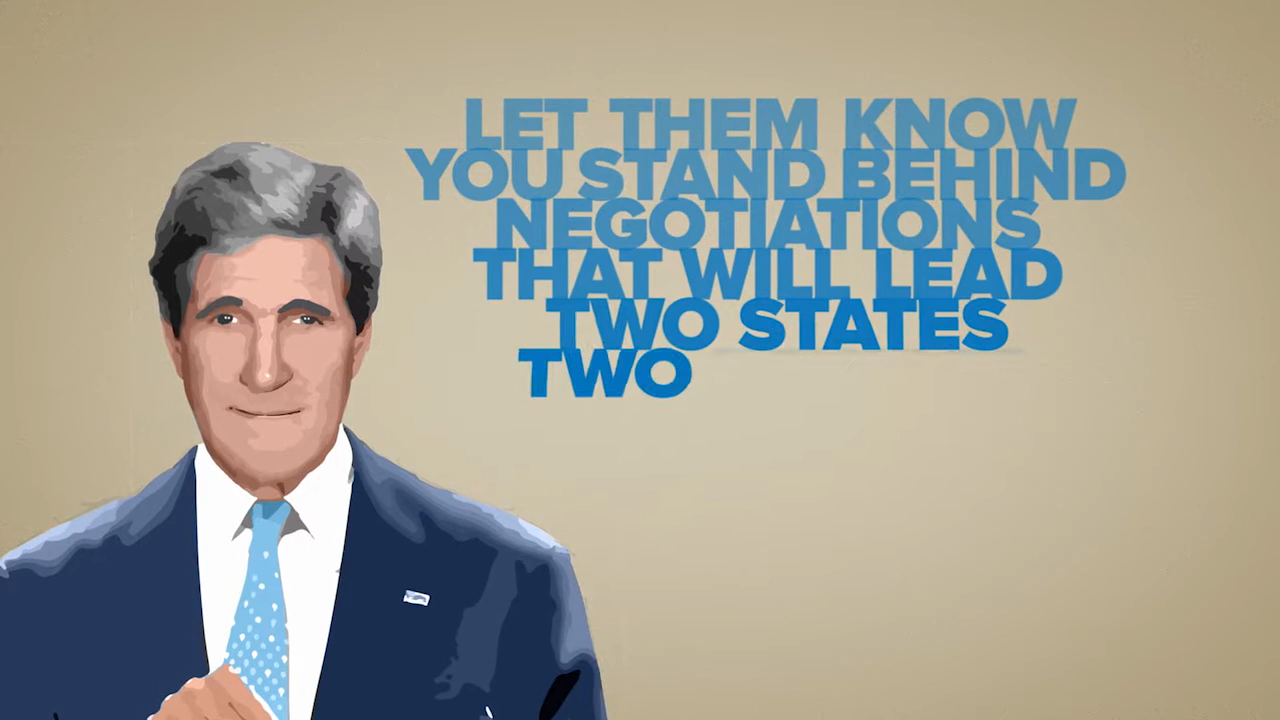 LET THEM KNOW
YOU STAND BEHIND
NEGOTIATIONS
THAT WILL LEAD
TWO STATES
TWO